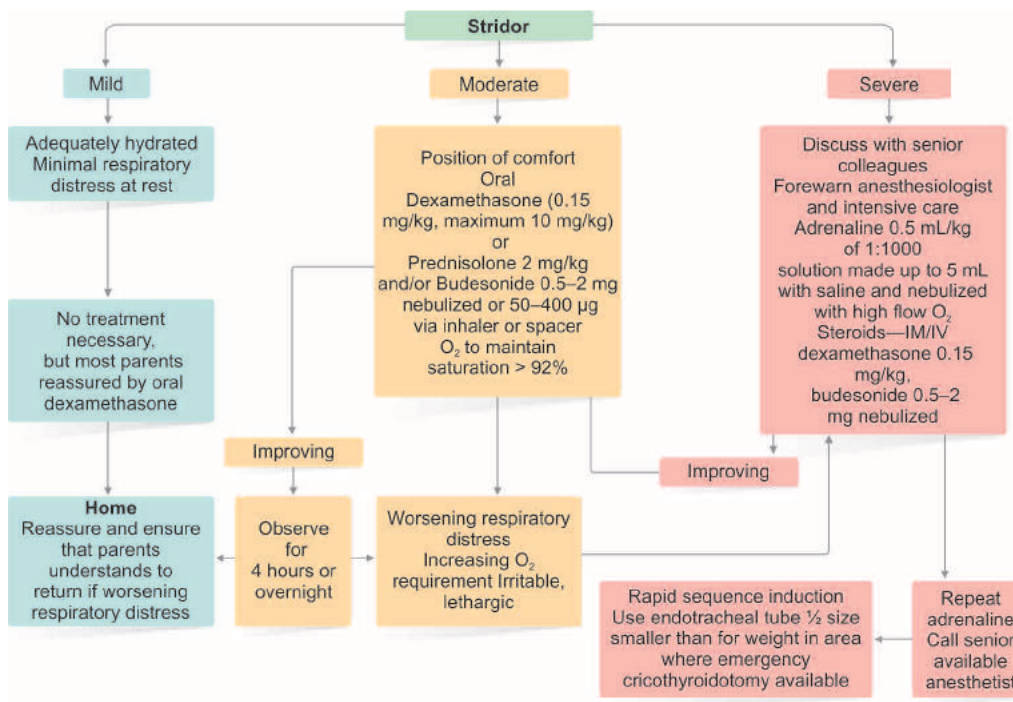 Stridor
Mild
Adequately hydrated
Minimal respiratory
distress at rest
No treatment
necessary,
but most parents
reassured by oral
dexamethasone
Home
Reassure and ensure
that parents
understands to
return if worsening
respiratory distress
Moderate
Position of comfort
Oral
Dexamethasone (0.15
mg/kg, maximum 10 mg/kg)
or
Prednisolone 2 mg/kg
and/or Budesonide 0.5–2 mg
nebulized or 50–400 µg
via inhaler or spacer
O₂ to maintain
saturation > 92%
Improving
Observe
for
4 hours or
overnight
Worsening respiratory
distress
Increasing O₂
requirement Irritable,
lethargic
Severe
Discuss with senior
colleagues
Forewarn anesthesiologist
and intensive care
Adrenaline 0.5 mL/kg
of 1:1000
solution made up to 5 mL
with saline and nebulized
with high flow O₂
Steroids—IM/IV
dexamethasone 0.15
mg/kg,
budesonide 0.5–2
mg nebulized
Improving
Repeat
adrenaline
Call senior
available
anesthetist
Rapid sequence induction
Use endotracheal tube ½ size
smaller than for weight in area
where emergency
cricothyroidotomy available